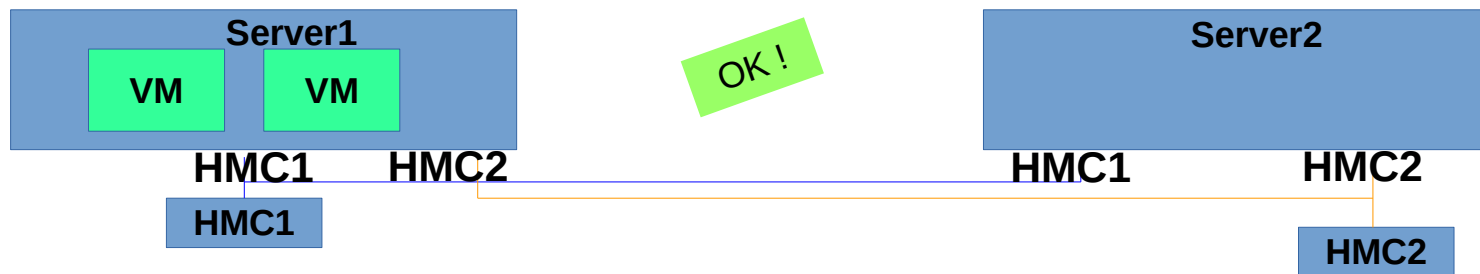 Server1
VM
VM
OK !
Server2
HMC1
HMC2
HMC1
HMC2
HMC1
HMC2